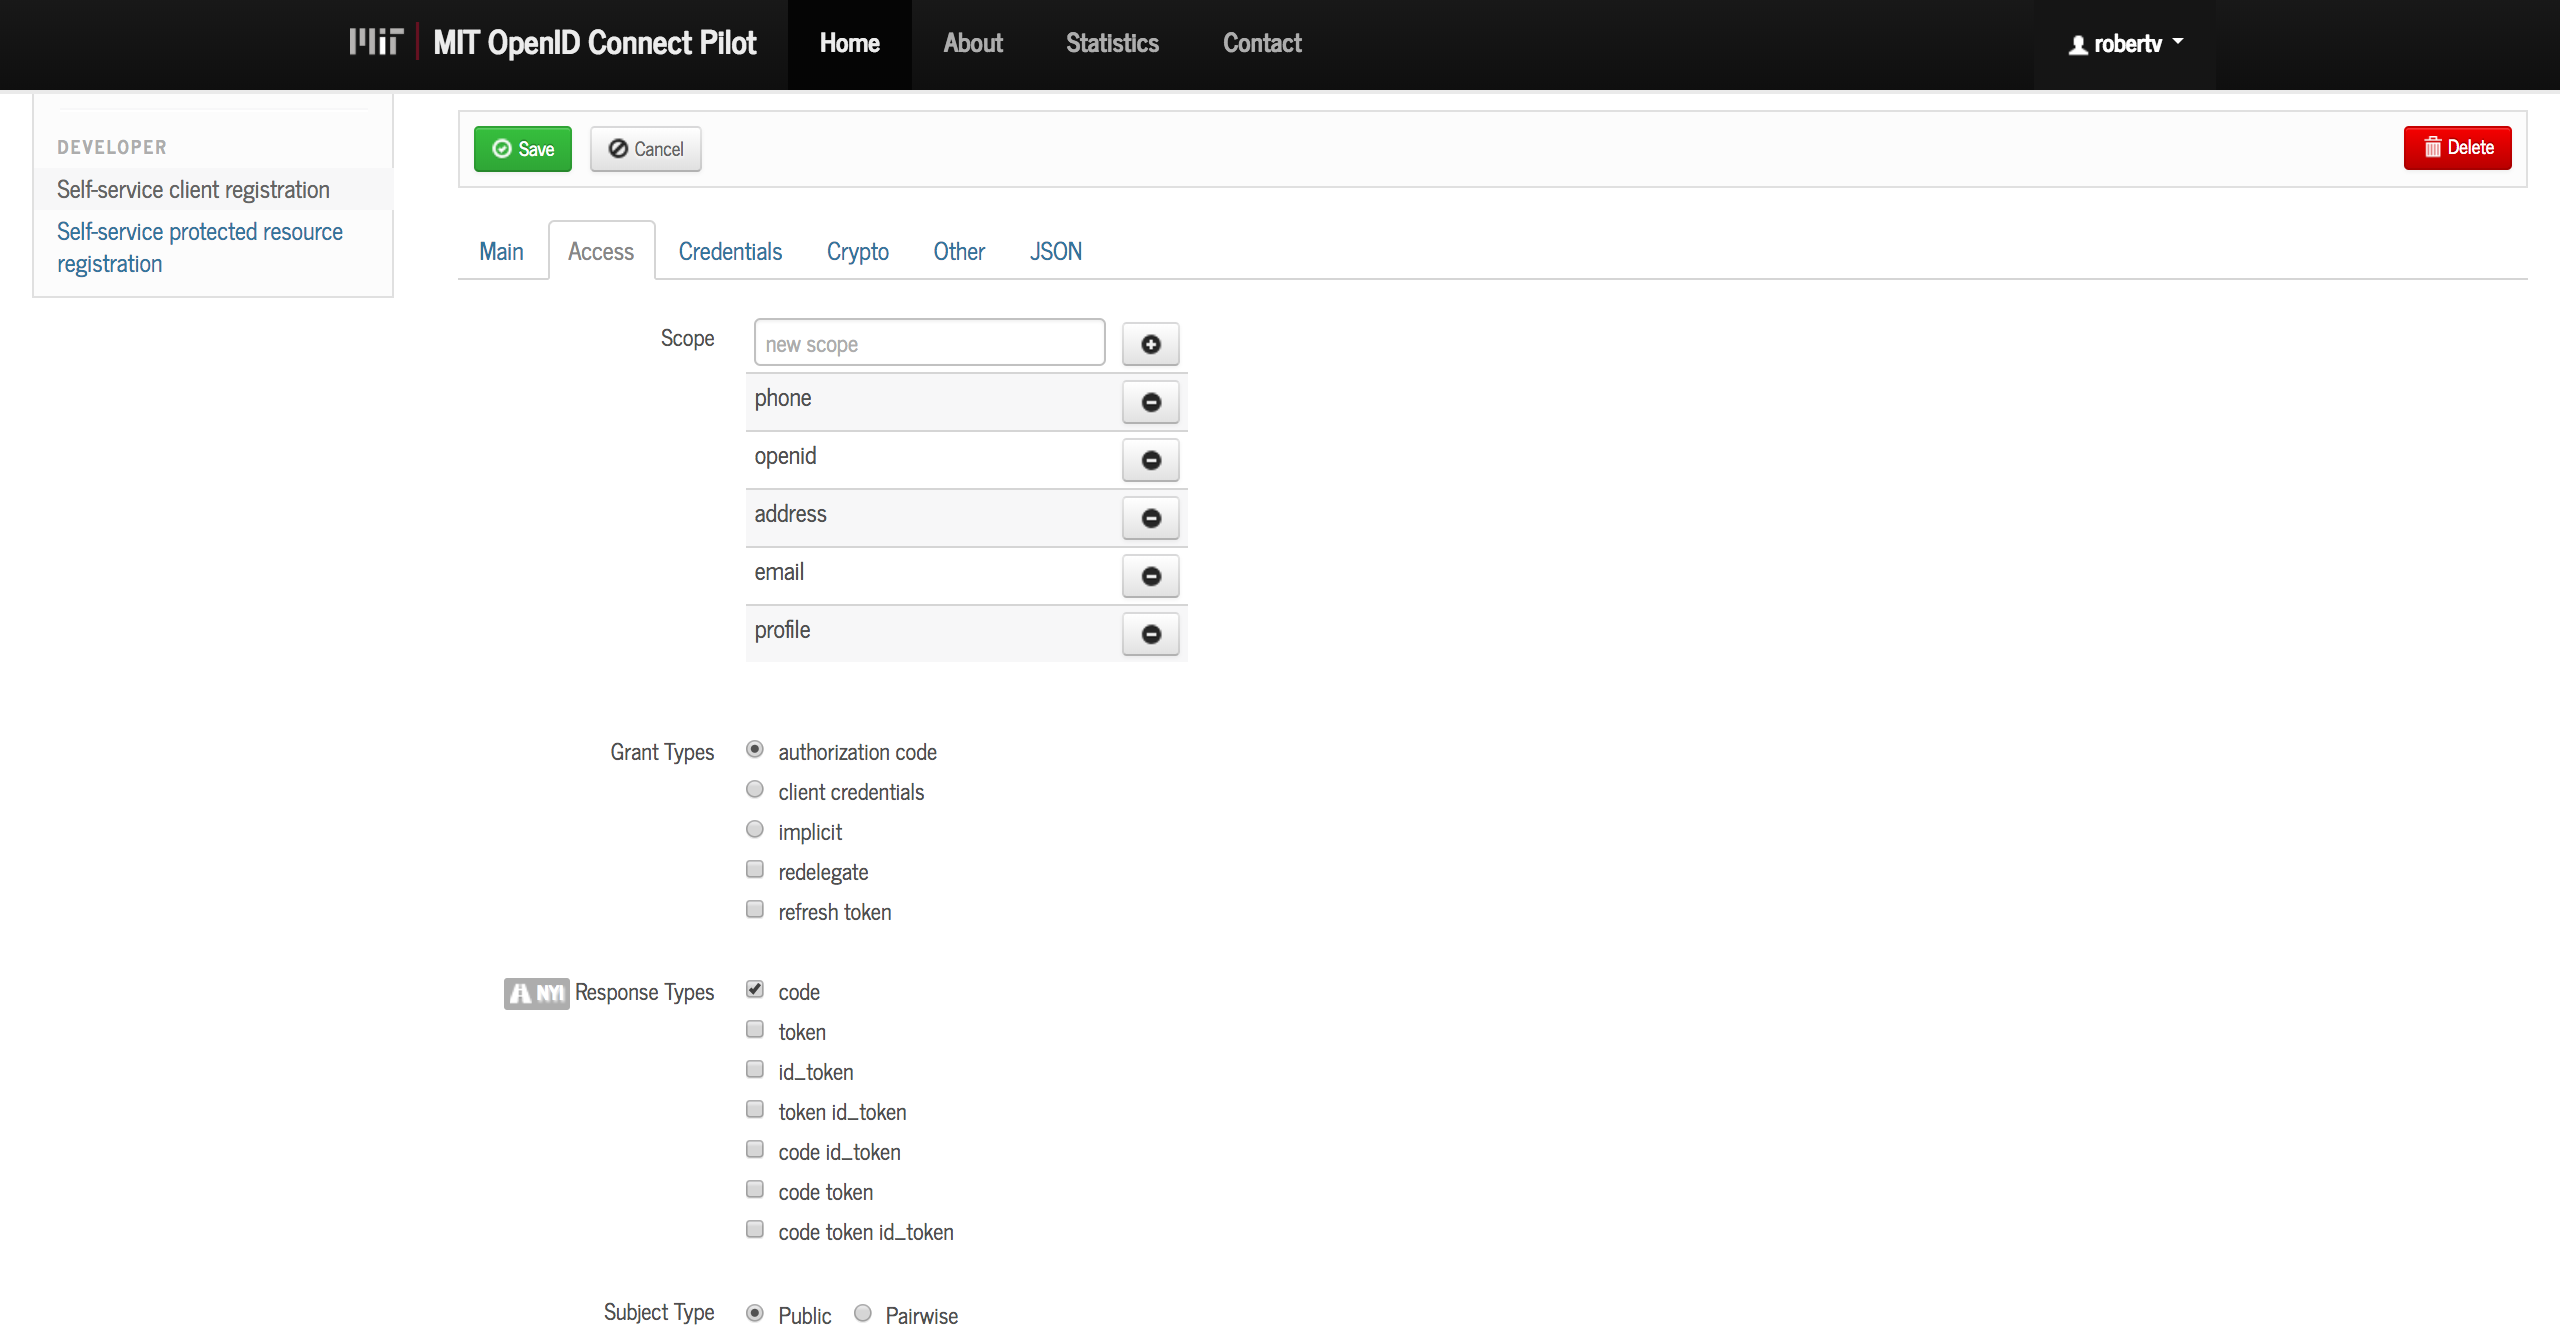 MIT MIT OpenID Connect Pilot Home About Statistics Contact robertv
DEVELOPER
Self-service client registration
Self-service protected resource
registration
Save Cancel Delete
Main Access Credentials Crypto Other JSON
Scope new scope
phone
openid
address
email
profile
Grant Types authorization code
client credentials
implicit
redelegate
refresh token
NYI Response Types code
token
id_token
token id_token
code id_token
code token
code token id_token
Subject Type Public Pairwise